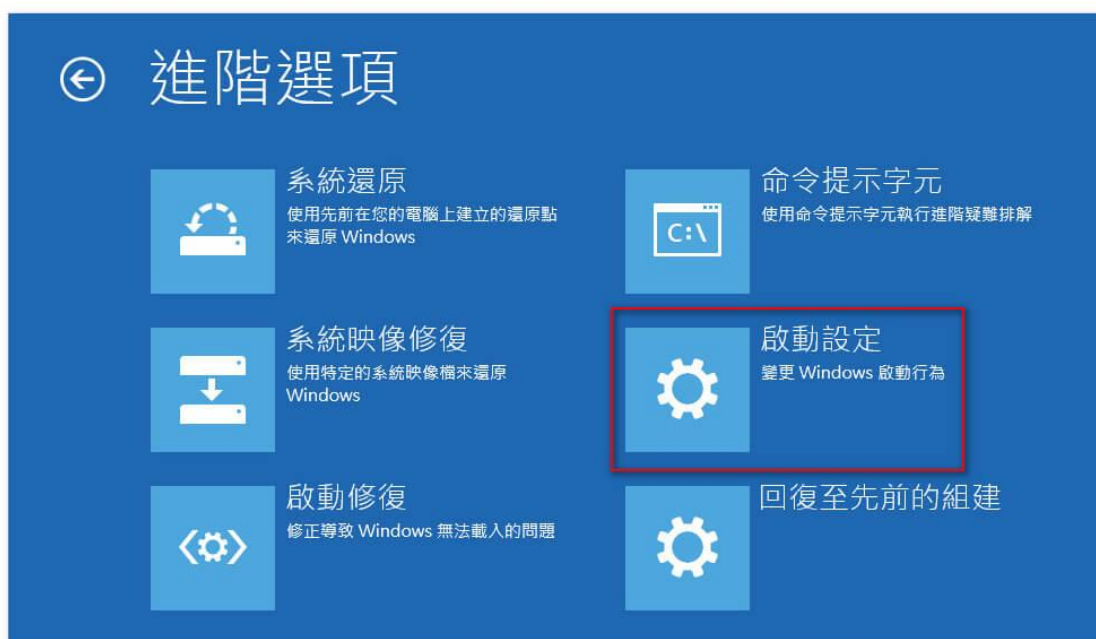 進階選項
系統還原
使用先前在您的電腦上建立的還原點
來還原 Windows
命令提示字元
使用命令提示字元執行進階疑難排解
C:\
系統映像修復
使用特定的系統映像檔來還原
Windows
啟動設定
變更 Windows 啟動行為
啟動修復
修正導致 Windows 無法載入的問題
回復至先前的組建